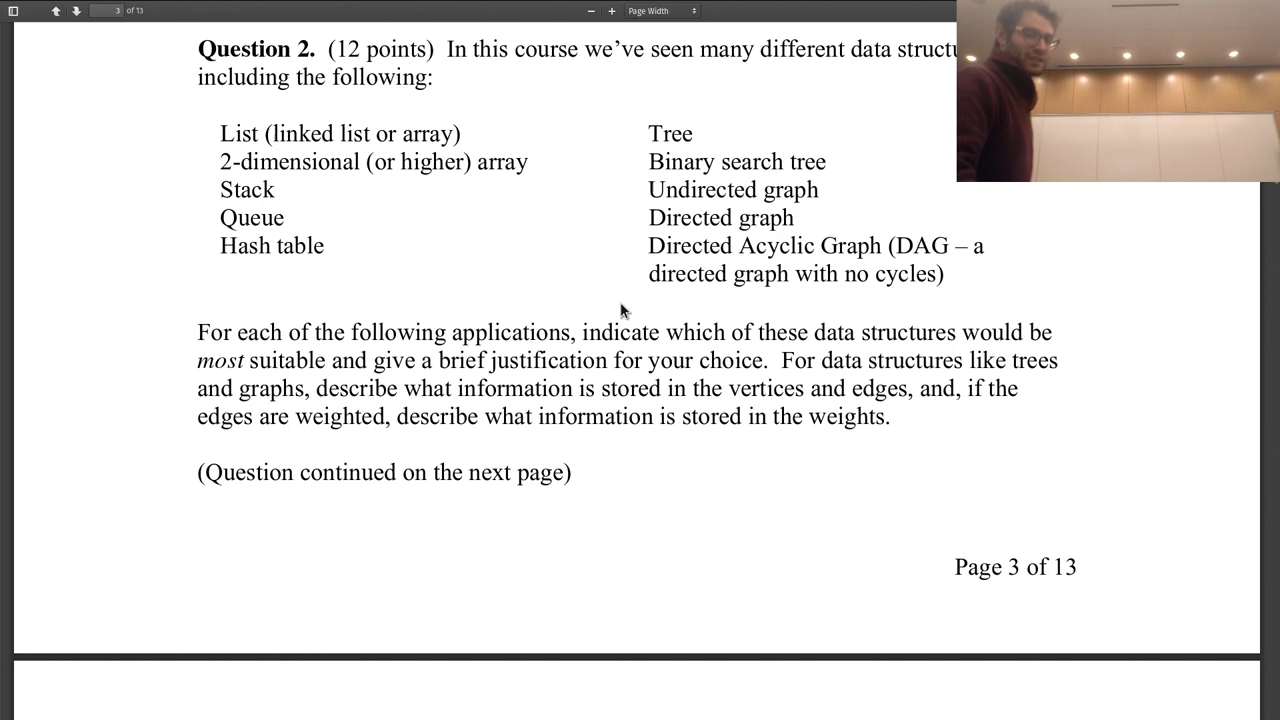 3 of 13
Page Width
Question 2. (12 points) In this course we've seen many different data
including the following:
List (linked list or array)
2-dimensional (or higher) array
Stack
Queue
Hash table
Tree
Binary search tree
Undirected graph
Directed graph
Directed Acyclic Graph (DAG – a
directed graph with no cycles)
For each of the following applications, indicate which of these data structures would be
most suitable and give a brief justification for your choice. For data structures like trees
and graphs, describe what information is stored in the vertices and edges, and, if the
edges are weighted, describe what information is stored in the weights.
(Question continued on the next page)
Page 3 of 13